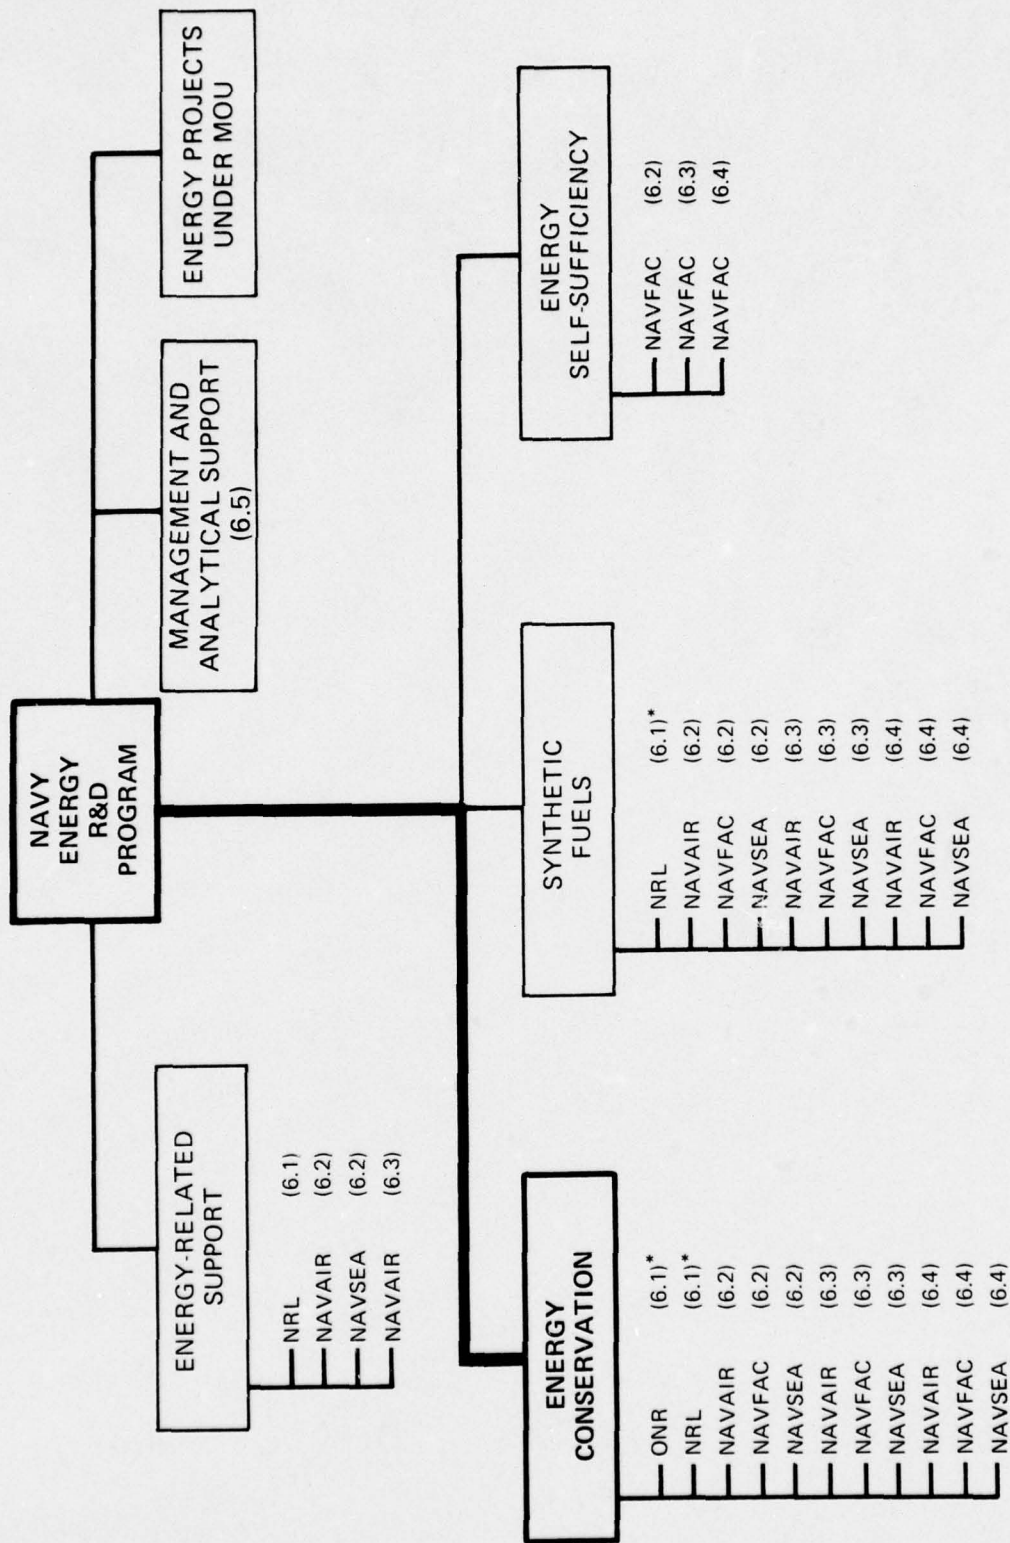 NAVY
ENERGY
R&D
PROGRAM
ENERGY-RELATED
SUPPORT
NRL (6.1)
NAVAIR (6.2)
NAVSEA (6.2)
NAVAIR (6.3)
MANAGEMENT AND
ANALYTICAL SUPPORT
(6.5)
ENERGY PROJECTS
UNDER MOU
ENERGY
CONSERVATION
ONR (6.1)*
NRL (6.1)*
NAVAIR (6.2)
NAVFAC (6.2)
NAVSEA (6.2)
NAVAIR (6.3)
NAVFAC (6.3)
NAVSEA (6.3)
NAVAIR (6.4)
NAVFAC (6.4)
NAVSEA (6.4)
SYNTHETIC
FUELS
NRL (6.1)*
NAVAIR (6.2)
NAVFAC (6.2)
NAVSEA (6.2)
NAVAIR (6.3)
NAVFAC (6.3)
NAVSEA (6.3)
NAVAIR (6.4)
NAVFAC (6.4)
NAVSEA (6.4)
ENERGY
SELF-SUFFICIENCY
NAVFAC (6.2)
NAVFAC (6.3)
NAVFAC (6.4)